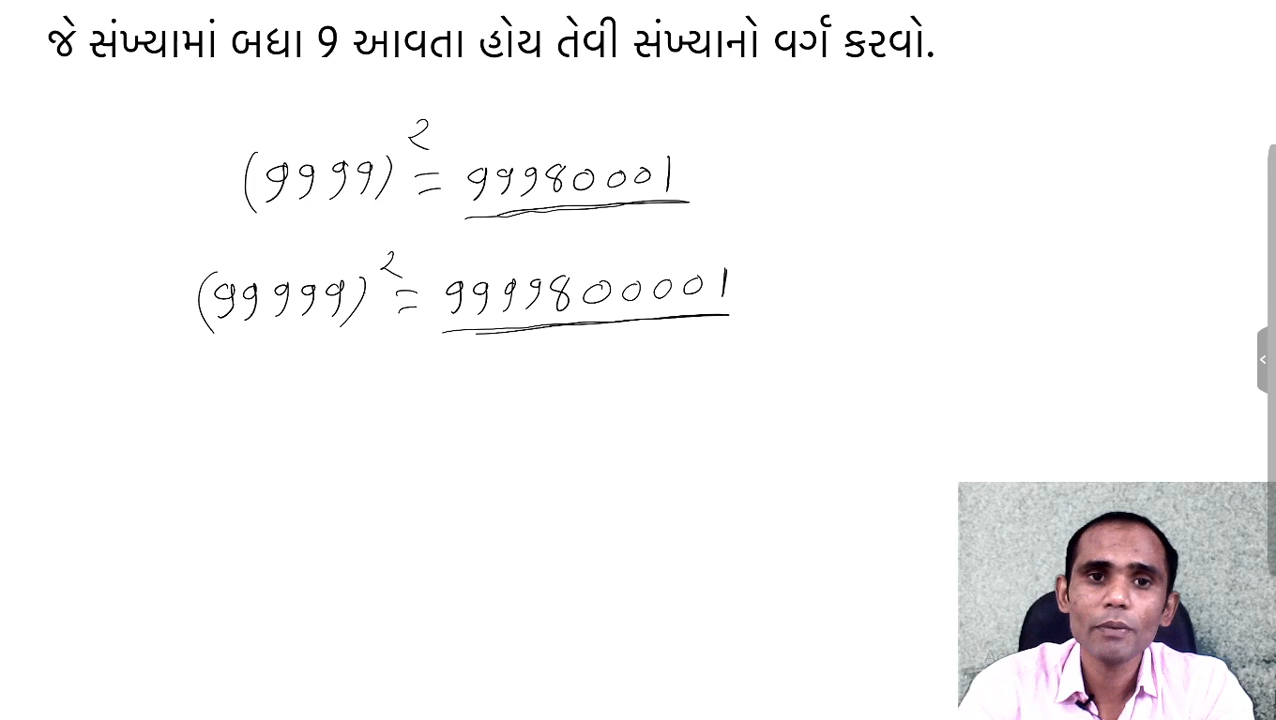 જે સંખ્યામાં બધા 9 આવતા હોય તેવી સંખ્યાનો વર્ગ કરવો.
(9999)² = 99980001
(99999)² = 9999800001